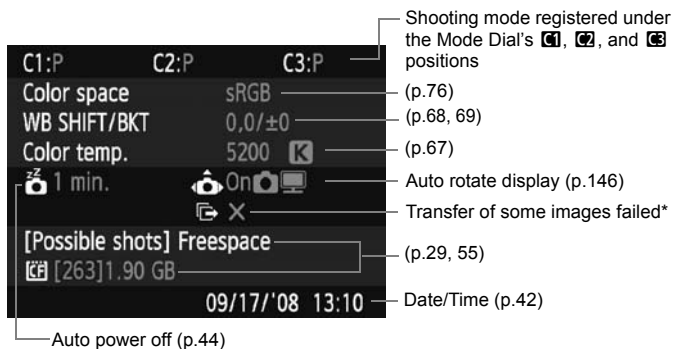 Shooting mode registered under
the Mode Dial's C1, C2, and C3
positions
C1:P C2:P C3:P
Color space sRGB (p.76)
WB SHIFT/BKT 0,0/±0 (p.68, 69)
Color temp. 5200 K (p.67)
zZ 1 min. On Auto rotate display (p.146)
Transfer of some images failed*
[Possible shots] Freespace
(p.29, 55)
CF [263]1.90 GB
09/17/'08 13:10 Date/Time (p.42)
Auto power off (p.44)